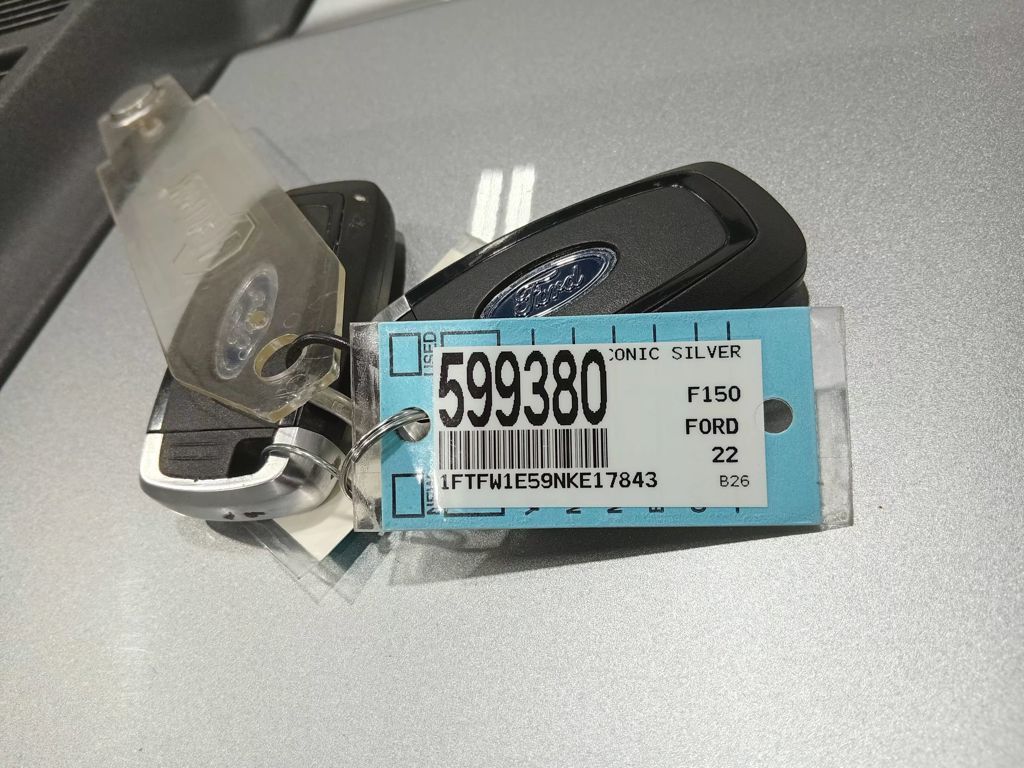 USED
599380
CONIC SILVER
F150
Ford
FORD
22
1FTFW1E59NKE17843
B26
NEW